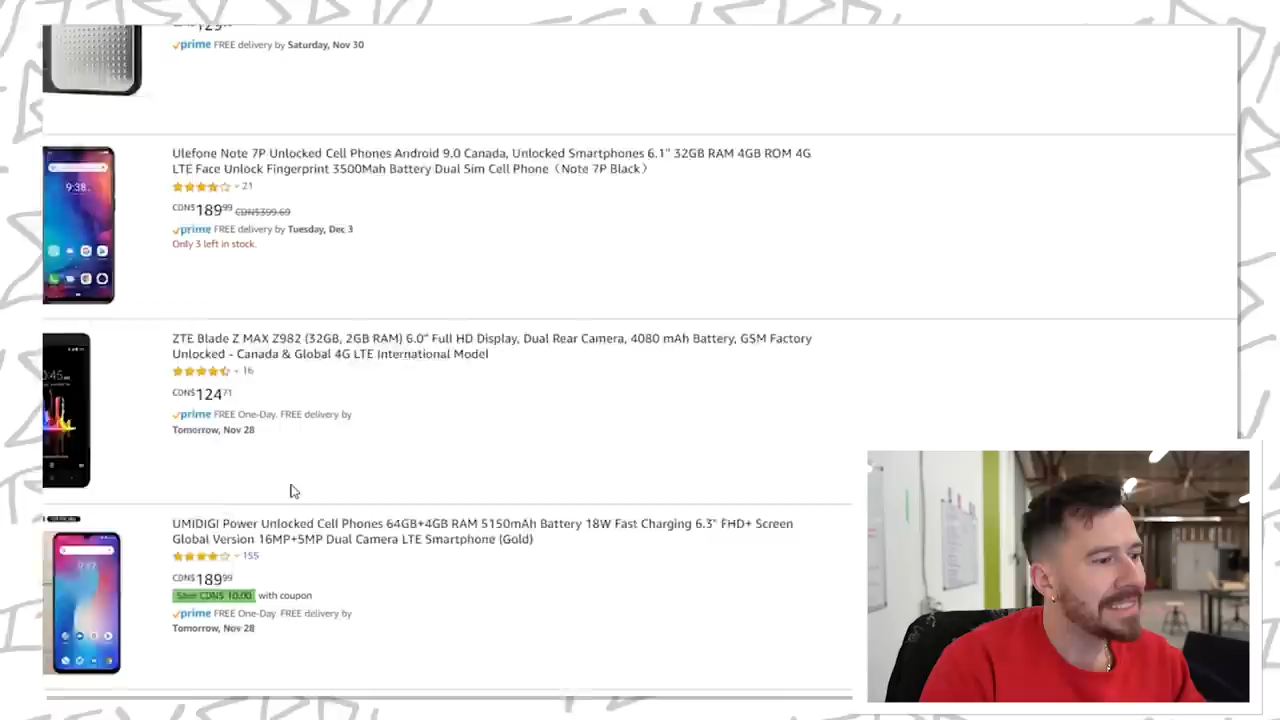 prime FREE delivery by Saturday, Nov 30
Ulefone Note 7P Unlocked Cell Phones Android 9.0 Canada, Unlocked Smartphones 6.1" 32GB RAM 4GB ROM 4G
LTE Face Unlock Fingerprint 3500Mah Battery Dual Sim Cell Phone（Note 7P Black）
21
CDN$ 18999 CDN$399.69
prime FREE delivery by Tuesday, Dec 3
Only 3 left in stock.
9:38
ZTE Blade Z MAX Z982 (32GB, 2GB RAM) 6.0" Full HD Display, Dual Rear Camera, 4080 mAh Battery, GSM Factory
Unlocked - Canada & Global 4G LTE International Model
16
CDN$ 12471
prime FREE One-Day. FREE delivery by
Tomorrow, Nov 28
UMIDIGI Power Unlocked Cell Phones 64GB+4GB RAM 5150mAh Battery 18W Fast Charging 6.3" FHD+ Screen
Global Version 16MP+5MP Dual Camera LTE Smartphone (Gold)
155
CDN$ 18999
Save CDN$ 10.00 with coupon
prime FREE One-Day. FREE delivery by
Tomorrow, Nov 28